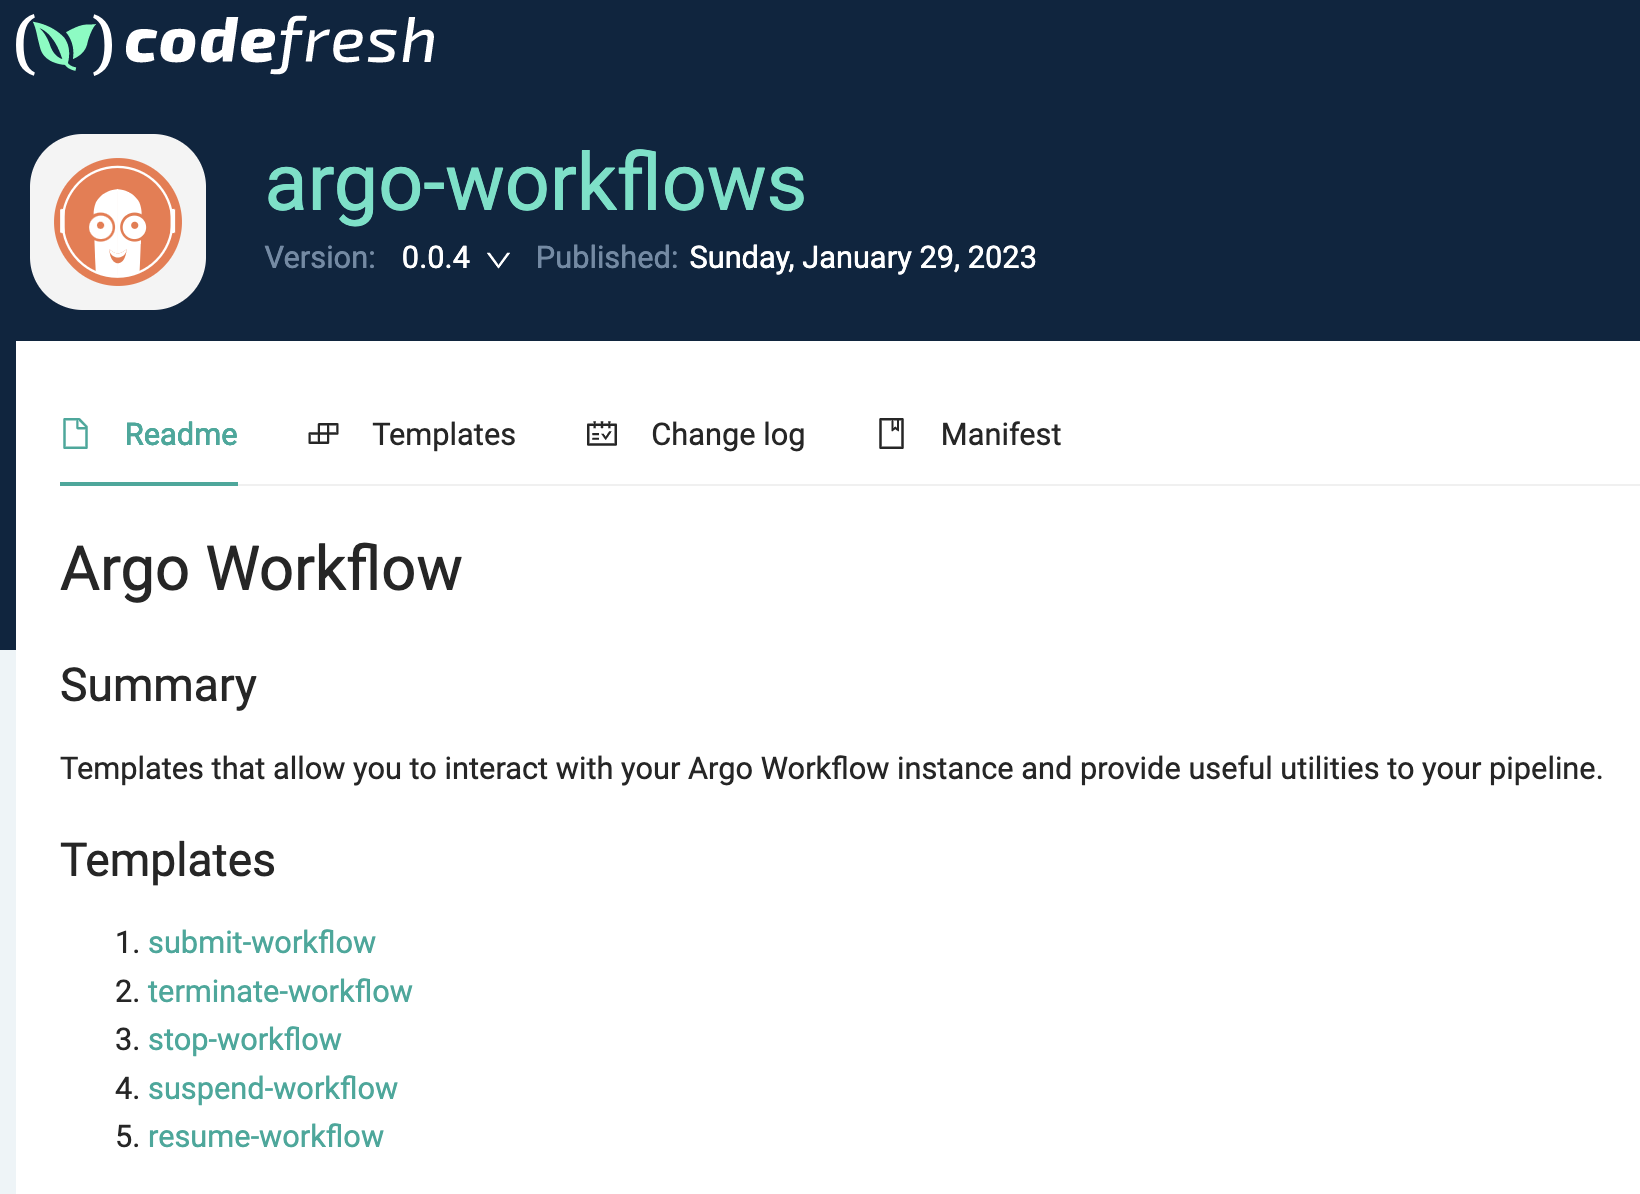 codefresh
argo-workflows
Version: 0.0.4 Published: Sunday, January 29, 2023
Readme Templates Change log Manifest
Argo Workflow
Summary
Templates that allow you to interact with your Argo Workflow instance and provide useful utilities to your pipeline.
Templates
1. submit-workflow
2. terminate-workflow
3. stop-workflow
4. suspend-workflow
5. resume-workflow